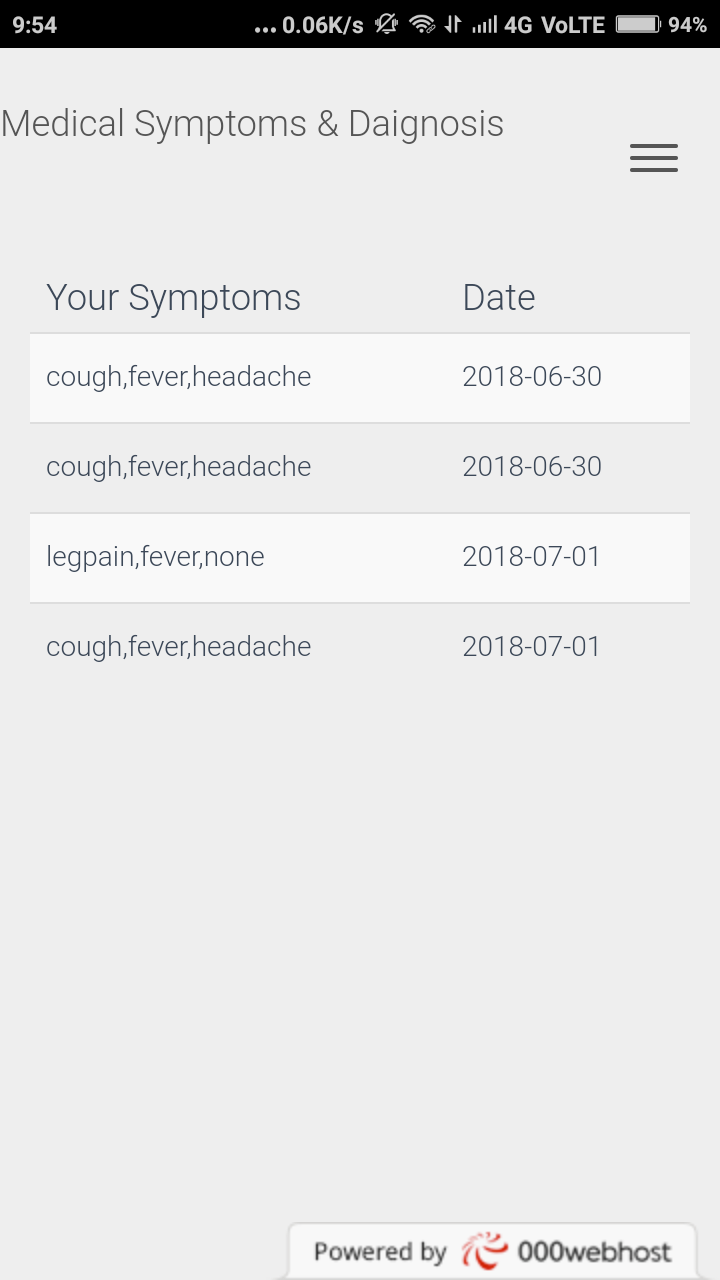 9:54 ... 0.06K/s 4G VoLTE 94%
Medical Symptoms & Daignosis
Your Symptoms Date
cough,fever,headache 2018-06-30
cough,fever,headache 2018-06-30
legpain,fever,none 2018-07-01
cough,fever,headache 2018-07-01
Powered by 000webhost